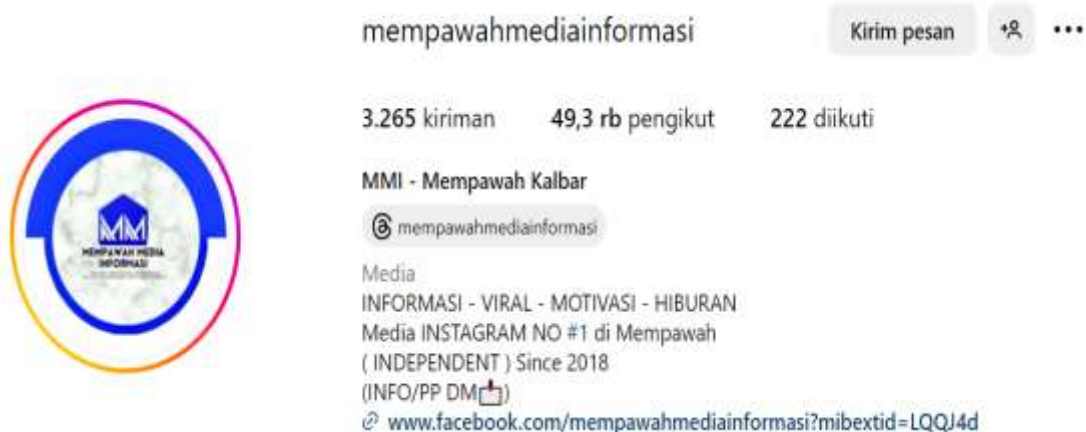 mempawahmediainformasi
Kirim pesan
3.265 kiriman 49,3 rb pengikut 222 diikuti
MMI - Mempawah Kalbar
mempawahmediainformasi
Media
INFORMASI - VIRAL - MOTIVASI - HIBURAN
Media INSTAGRAM NO #1 di Mempawah
( INDEPENDENT ) Since 2018
(INFO/PP DM📩)
www.facebook.com/mempawahmediainformasi?mibextid=LQQJ4d
MM
MEMPAWAH MEDIA
INFORMASI